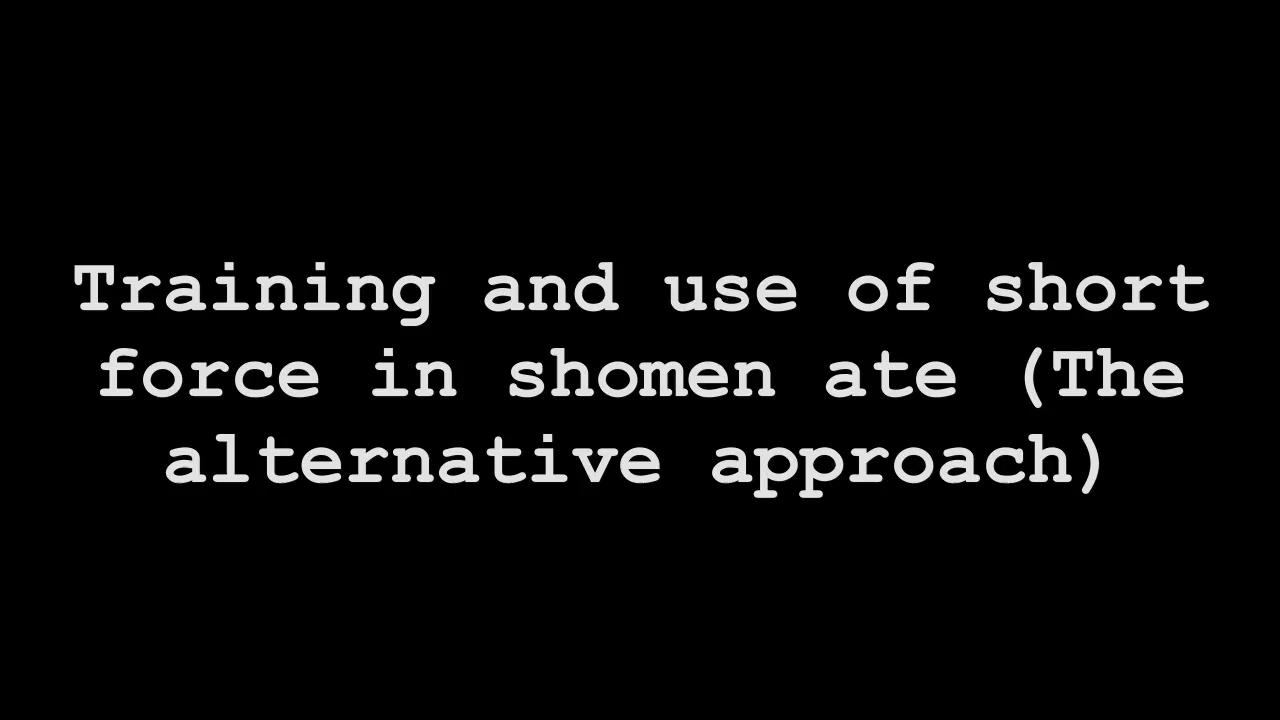 Training and use of short
force in shomen ate (The
alternative approach)